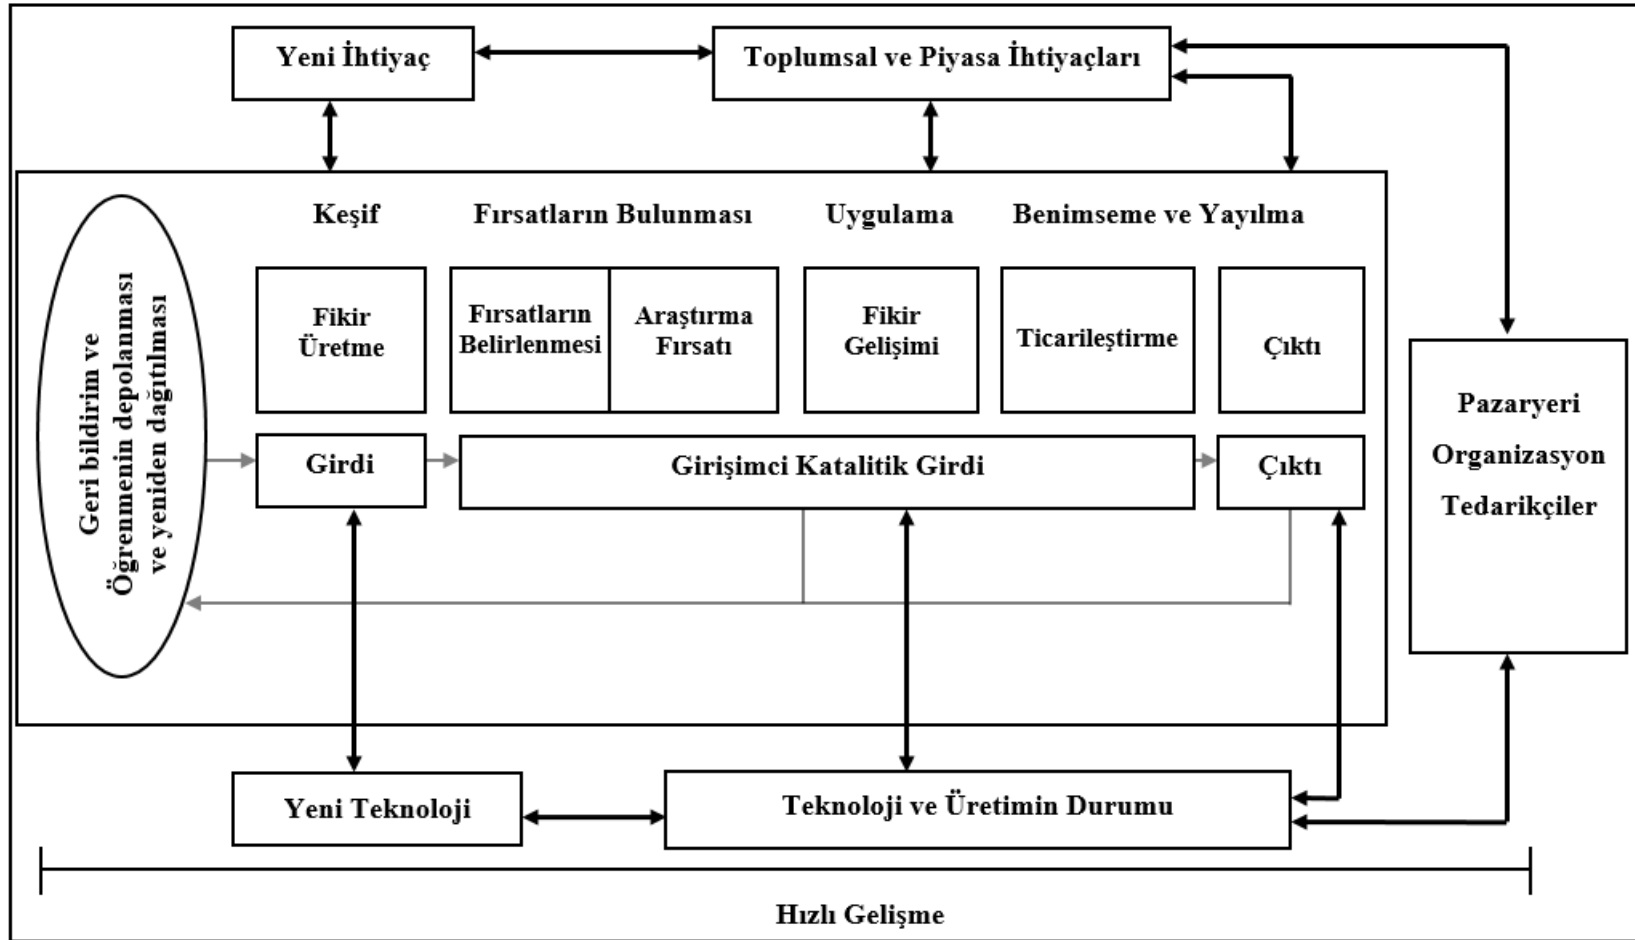 Yeni İhtiyaç
Toplumsal ve Piyasa İhtiyaçları
Keşif
Fırsatların Bulunması
Uygulama
Benimseme ve Yayılma
Geri bildirim ve
Öğrenmenin depolanması
ve yeniden dağıtılması
Fikir
Üretme
Fırsatların
Belirlenmesi
Araştırma
Fırsatı
Fikir
Gelişimi
Ticarileştirme
Çıktı
Girdi
Girişimci Katalitik Girdi
Çıktı
Pazaryeri
Organizasyon
Tedarikçiler
Yeni Teknoloji
Teknoloji ve Üretimin Durumu
Hızlı Gelişme